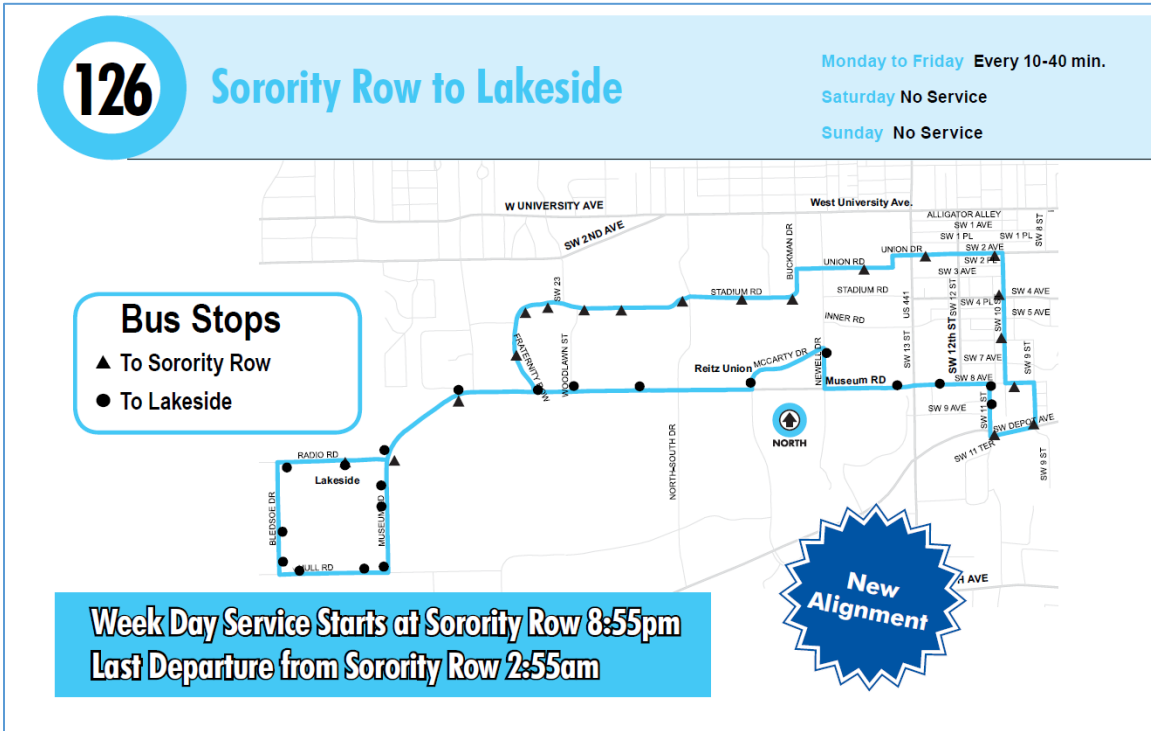 126
Sorority Row to Lakeside
Monday to Friday Every 10-40 min.
Saturday No Service
Sunday No Service
W UNIVERSITY AVE
West University Ave.
SW 2ND AVE
ALLIGATOR ALLEY
SW 1 AVE
SW 1 PL
SW 1 PL
SW 8 ST
BUCKMAN DR
UNION DR
SW 2 AVE
UNION RD
SW 2 PL
SW 3 AVE
SW 23
STADIUM RD
STADIUM RD
US 441
SW 12 ST
SW 4 AVE
SW 4 PL
SW 10 ST
SW 5 AVE
INNER RD
Bus Stops
To Sorority Row
To Lakeside
FRATERNITY ROW
WOODLAWN ST
Reitz Union
MCCARTY DR
NEWELL DR
SW 13 ST
SW 12th ST
SW 7 AVE
SW 9 ST
Museum RD
SW 8 AVE
SW 9 AVE
SW 11 ST
SW DEPOT AVE
SW 11 TER
SW 9 ST
NORTH
NORTH-SOUTH DR
RADIO RD
Lakeside
BLEDSOE DR
MUSEUM RD
HULL RD
H AVE
New
Alignment
Week Day Service Starts at Sorority Row 8:55pm
Last Departure from Sorority Row 2:55am